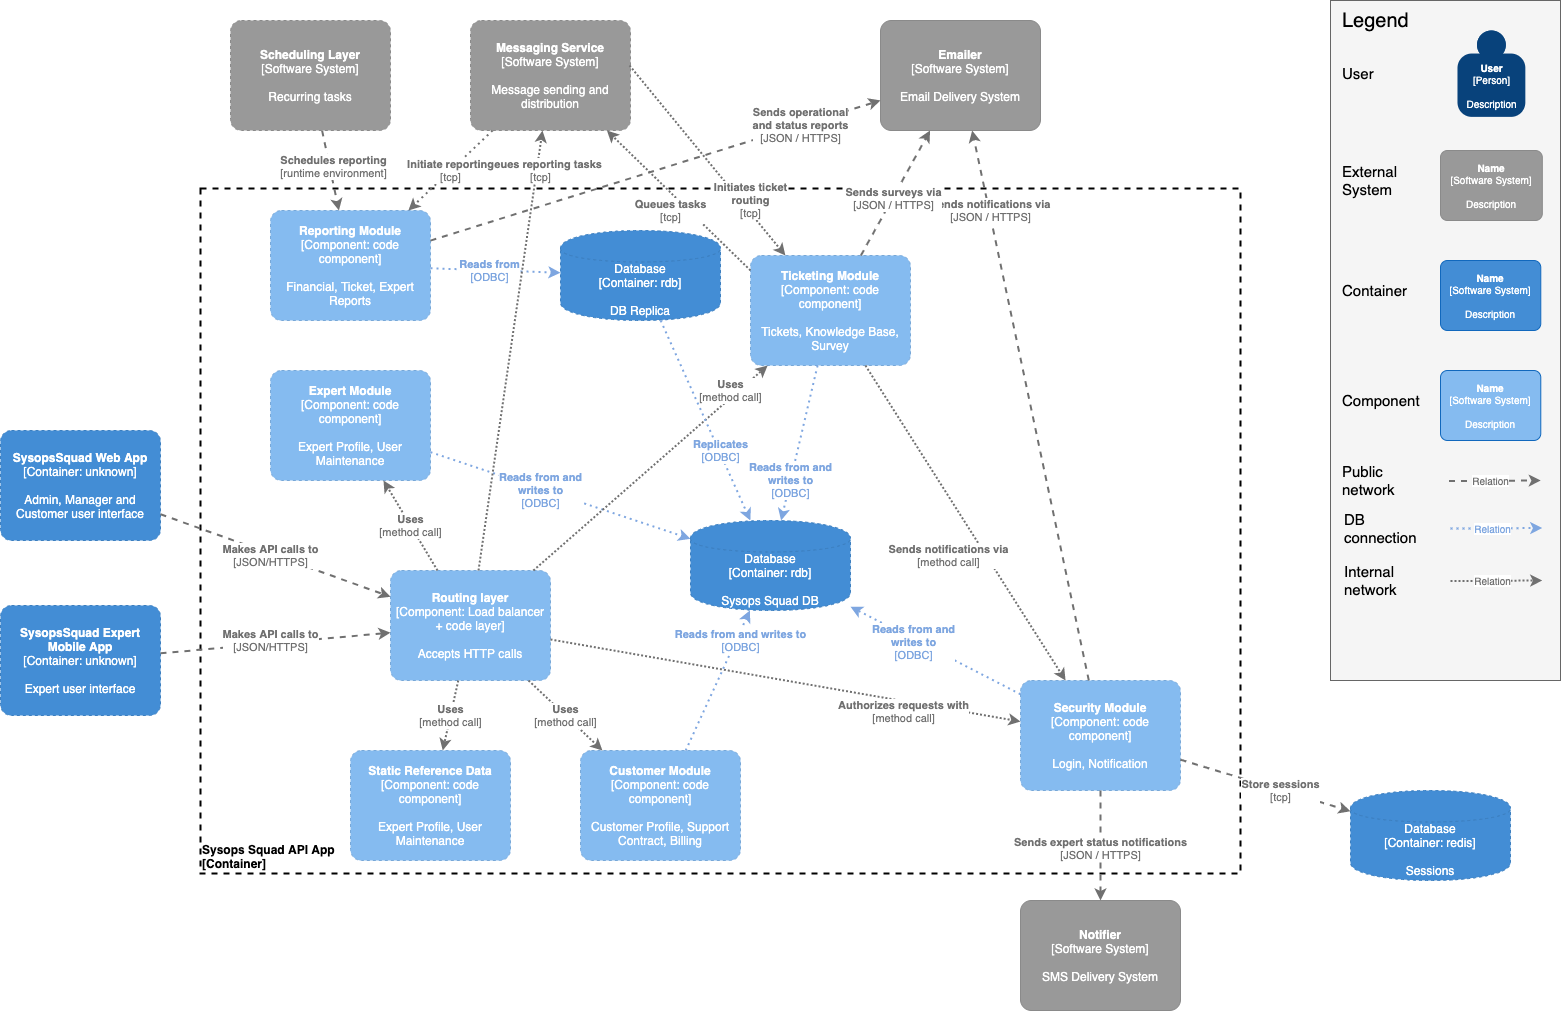 Scheduling Layer
[Software System]
Recurring tasks
Messaging Service
[Software System]
Message sending and
distribution
Emailer
[Software System]
Email Delivery System
Schedules reporting
[runtime environment]
Initiate reporting
[tcp]
eues reporting tasks
[tcp]
Sends operational
and status reports
[JSON / HTTPS]
Queues tasks
[tcp]
Initiates ticket
routing
[tcp]
Sends surveys via
[JSON / HTTPS]
ends notifications via
[JSON / HTTPS]
Reporting Module
[Component: code
component]
Financial, Ticket, Expert
Reports
Reads from
[ODBC]
Database
[Container: rdb]
DB Replica
Ticketing Module
[Component: code
component]
Tickets, Knowledge Base,
Survey
Expert Module
[Component: code
component]
Expert Profile, User
Maintenance
Uses
[method call]
Replicates
[ODBC]
Reads from and
writes to
[ODBC]
Reads from and
writes to
[ODBC]
SysopsSquad Web App
[Container: unknown]
Admin, Manager and
Customer user interface
Uses
[method call]
Makes API calls to
[JSON/HTTPS]
Database
[Container: rdb]
Sysops Squad DB
Sends notifications via
[method call]
SysopsSquad Expert
Mobile App
[Container: unknown]
Expert user interface
Makes API calls to
[JSON/HTTPS]
Routing layer
[Component: Load balancer
+ code layer]
Accepts HTTP calls
Reads from and writes to
[ODBC]
Reads from and
writes to
[ODBC]
Uses
[method call]
Uses
[method call]
Authorizes requests with
[method call]
Security Module
[Component: code
component]
Login, Notification
Static Reference Data
[Component: code
component]
Expert Profile, User
Maintenance
Customer Module
[Component: code
component]
Customer Profile, Support
Contract, Billing
Store sessions
[tcp]
Database
[Container: redis]
Sessions
Sends expert status notifications
[JSON / HTTPS]
Sysops Squad API App
[Container]
Notifier
[Software System]
SMS Delivery System
Legend
User
User
[Person]
Description
External
System
Name
[Software System]
Description
Container
Name
[Software System]
Description
Component
Name
[Software System]
Description
Public
network
Relation
DB
connection
Relation
Internal
network
Relation